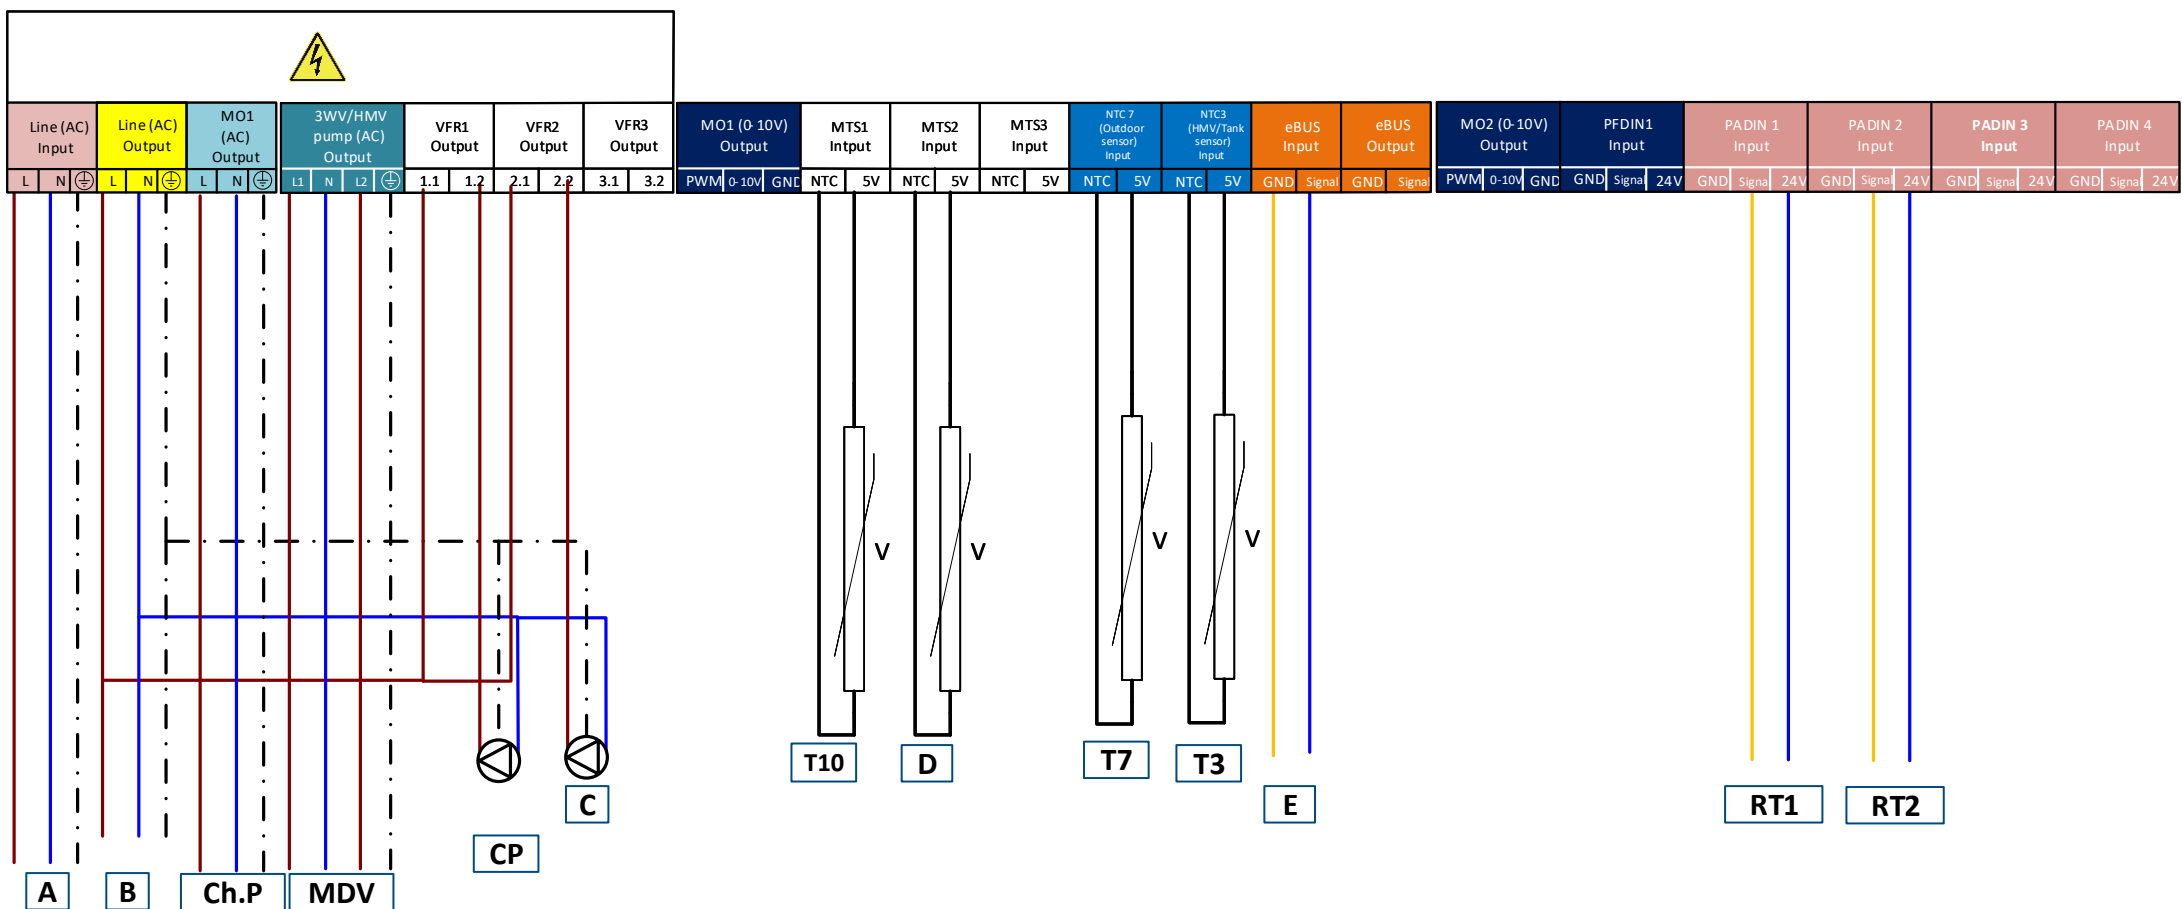 Line (AC)
Input
L N
Line (AC)
Output
L N
MO1
(AC)
Output
L N
3WV/HMV
pump (AC)
Output
L1 N L2
VFR1
Output
1.1 1.2
VFR2
Output
2.1 2.2
VFR3
Output
3.1 3.2
MO1 (0-10V)
Output
PWM 0-10V GND
MTS1
Intput
NTC 5V
MTS2
Input
NTC 5V
MTS3
Input
NTC 5V
NTC 7
(Outdoor
sensor)
Input
NTC 5V
NTC3
(HMV/Tank
sensor)
Input
NTC 5V
eBUS
Input
GND Signal
eBUS
Output
GND Signal
MO2 (0-10V)
Output
PWM 0-10V GND
PFDIN1
Input
GND Signal 24V
PADIN 1
Input
GND Signal 24V
PADIN 2
Input
GND Signal 24V
PADIN 3
Input
GND Signal 24V
PADIN 4
Input
GND Signal 24V
V V V V
T10 D T7 T3
C E RT1 RT2
CP
A B Ch.P MDV